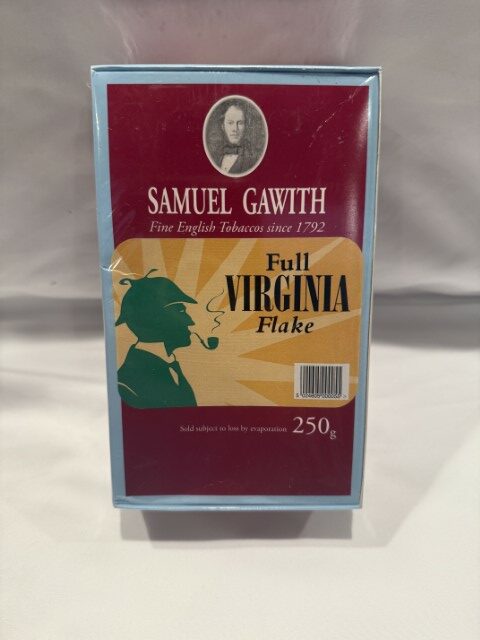 SAMUEL GAWITH
Fine English Tobaccos since 1792
Full
VIRGINIA
Flake
Sold subject to loss by evaporation 250g